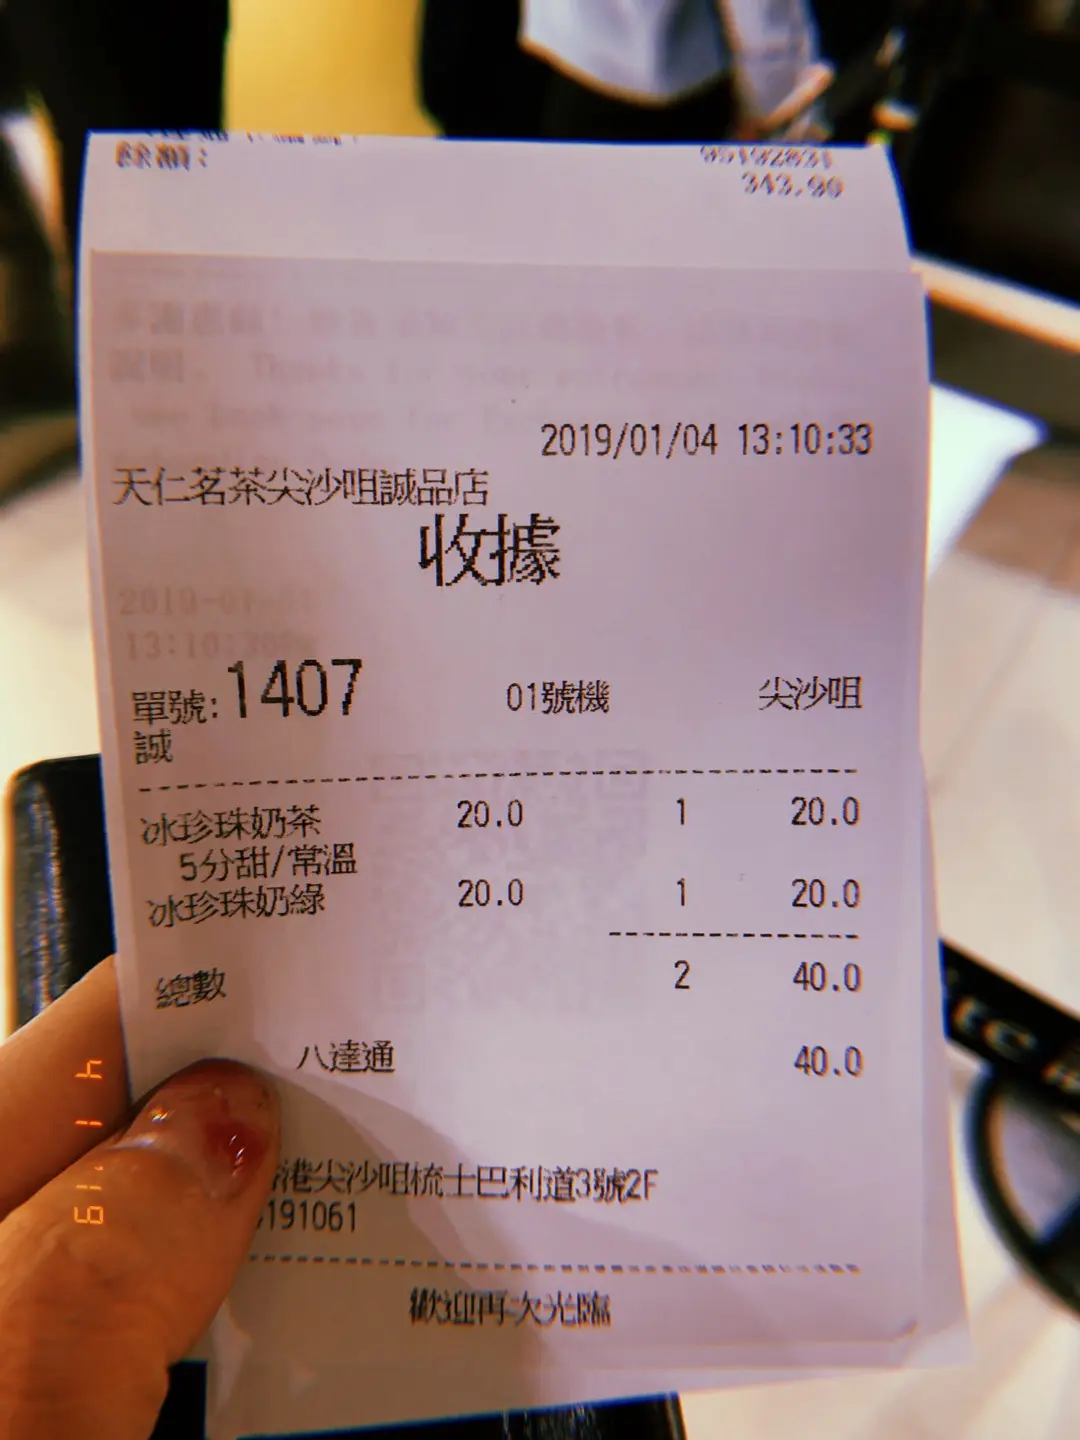 餘額:
95192831
343.90
2019/01/04 13:10:33
天仁茗茶尖沙咀誠品店
收據
單號:1407 01號機 尖沙咀
誠
冰珍珠奶茶 20.0 1 20.0
5分甜/常溫
冰珍珠奶綠 20.0 1 20.0
總數 2 40.0
八達通 40.0
港尖沙咀梳士巴利道3號2F
191061
歡迎再次光臨
4 1 '19